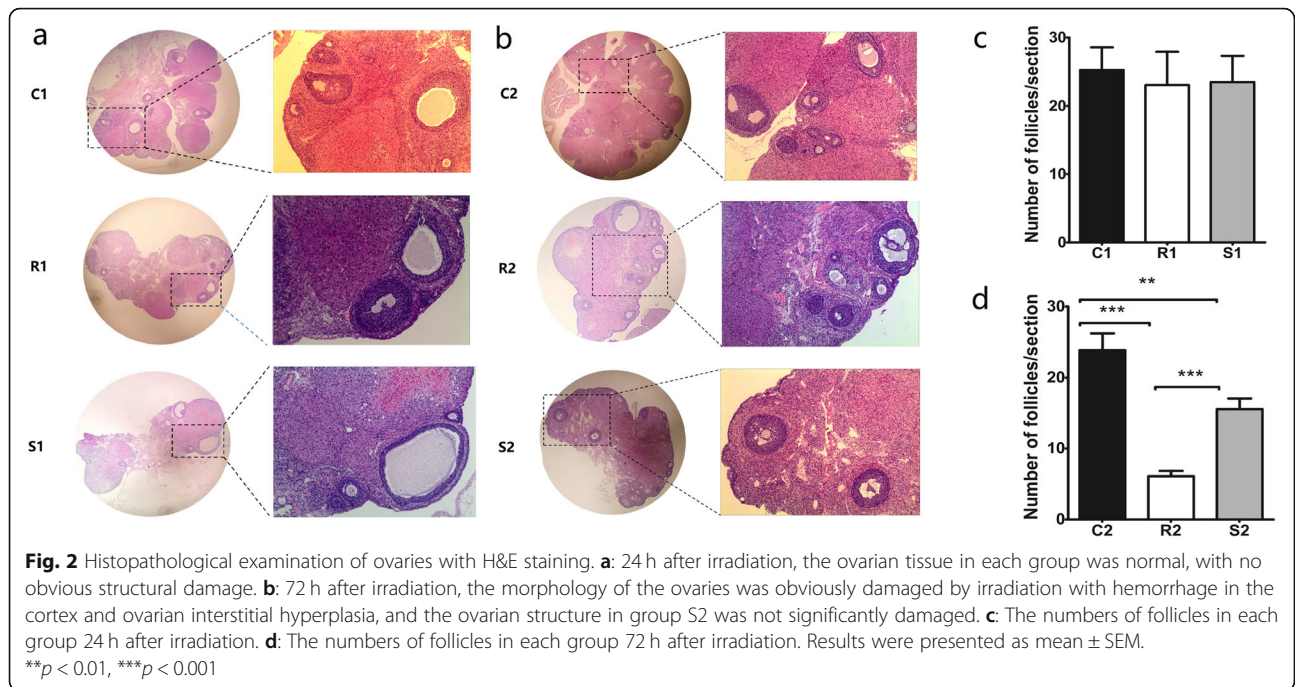 a
b
c
C1
C2
R1
R2
S1
S2
Number of follicles/section
30
20
10
0
C1 R1 S1
d
Number of follicles/section
30
20
10
0
**
***
***
C2 R2 S2
Fig. 2 Histopathological examination of ovaries with H&E staining. a: 24 h after irradiation, the ovarian tissue in each group was normal, with no
obvious structural damage. b: 72 h after irradiation, the morphology of the ovaries was obviously damaged by irradiation with hemorrhage in the
cortex and ovarian interstitial hyperplasia, and the ovarian structure in group S2 was not significantly damaged. c: The numbers of follicles in each
group 24 h after irradiation. d: The numbers of follicles in each group 72 h after irradiation. Results were presented as mean ± SEM.
**p < 0.01, ***p < 0.001